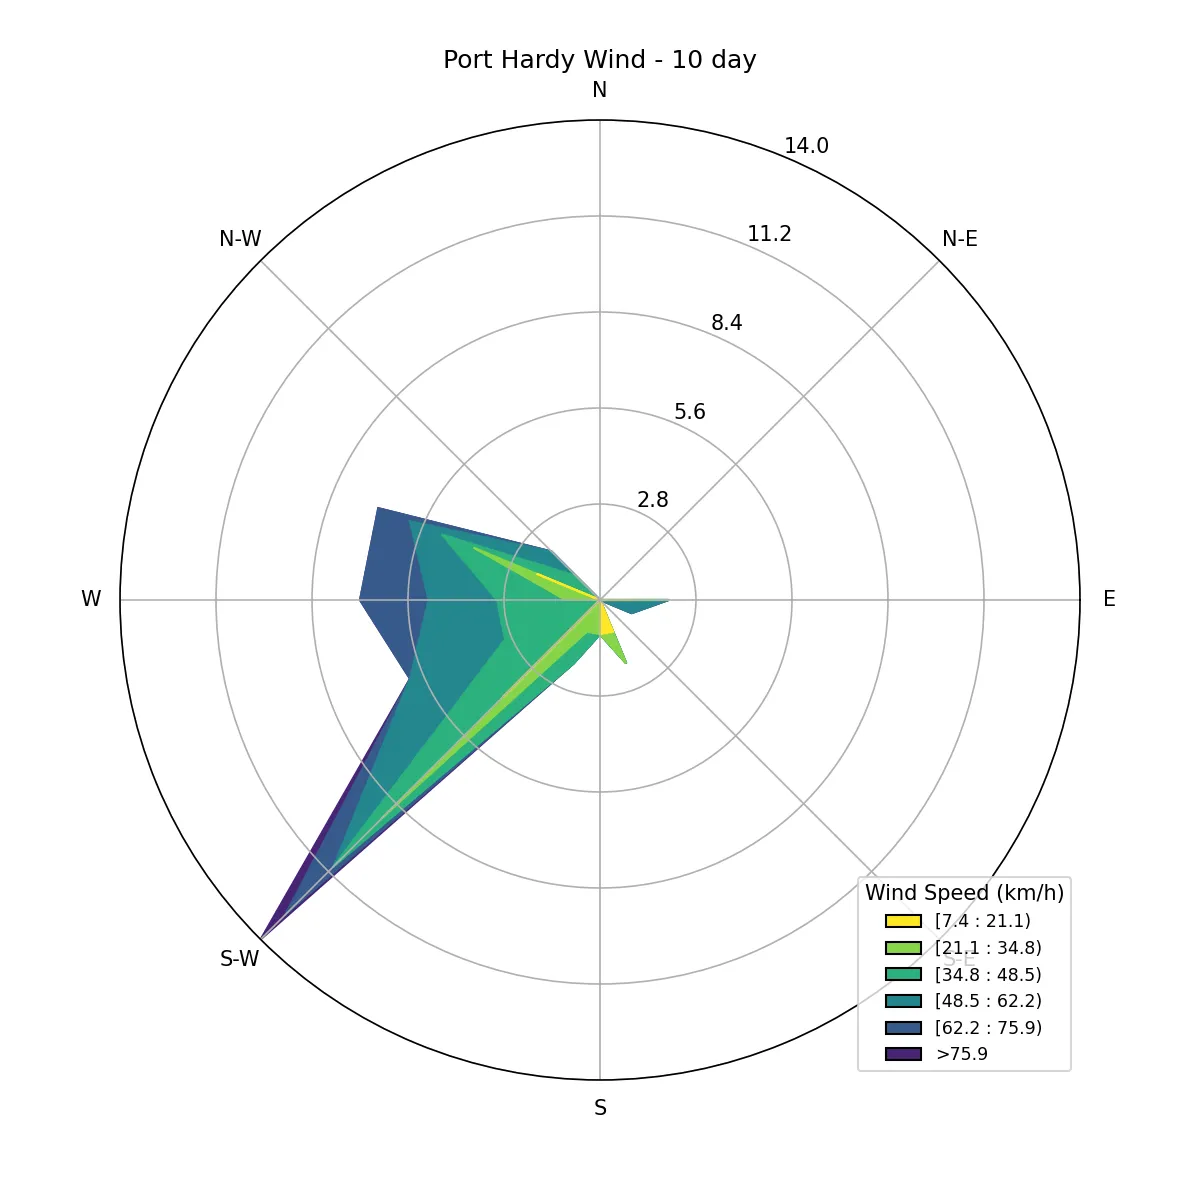 Port Hardy Wind - 10 day
N
14.0
11.2
N-W
N-E
8.4
5.6
2.8
W
E
S-W
S-E
S
Wind Speed (km/h)
[7.4 : 21.1)
[21.1 : 34.8)
[34.8 : 48.5)
[48.5 : 62.2)
[62.2 : 75.9)
>75.9